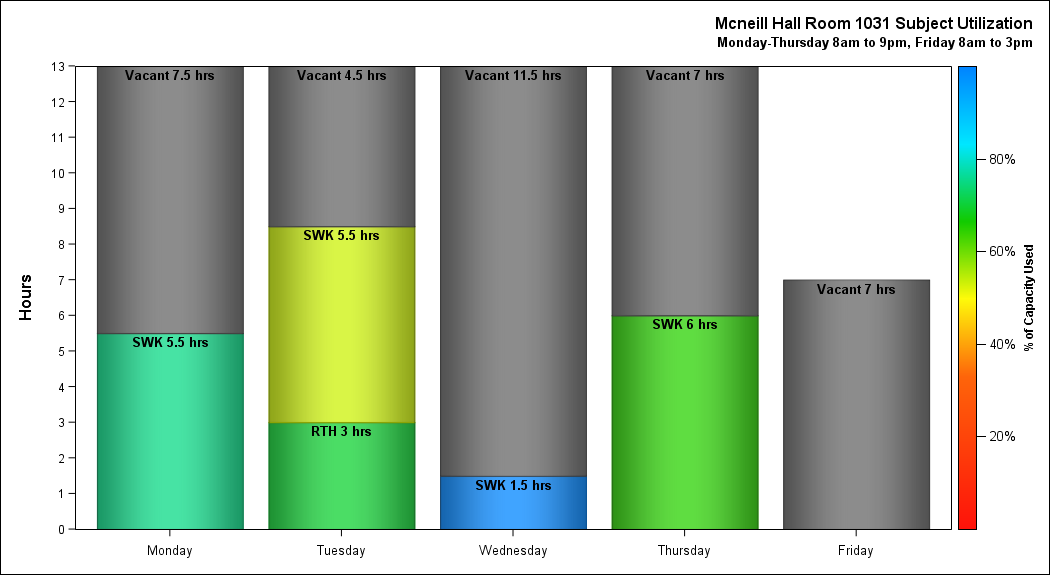 Mcneill Hall Room 1031 Subject Utilization
Monday-Thursday 8am to 9pm, Friday 8am to 3pm
Hours
13
12
11
10
9
8
7
6
5
4
3
2
1
0
Vacant 7.5 hrs
SWK 5.5 hrs
Vacant 4.5 hrs
SWK 5.5 hrs
RTH 3 hrs
Vacant 11.5 hrs
SWK 1.5 hrs
Vacant 7 hrs
SWK 6 hrs
Vacant 7 hrs
Monday
Tuesday
Wednesday
Thursday
Friday
80%
60%
40%
20%
% of Capacity Used